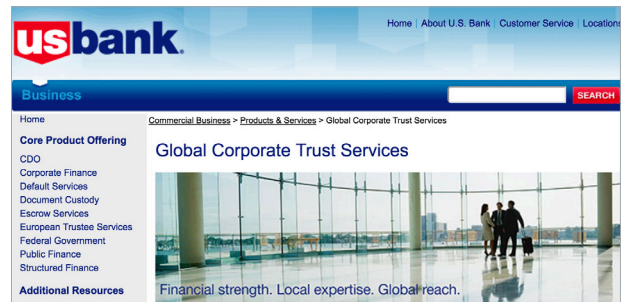 usbank.
Home | About U.S. Bank | Customer Service | Locations
Business
SEARCH
Home
Core Product Offering
CDO
Corporate Finance
Default Services
Document Custody
Escrow Services
European Trustee Services
Federal Government
Public Finance
Structured Finance
Additional Resources
Commercial Business > Products & Services > Global Corporate Trust Services
Global Corporate Trust Services
Financial strength. Local expertise. Global reach.